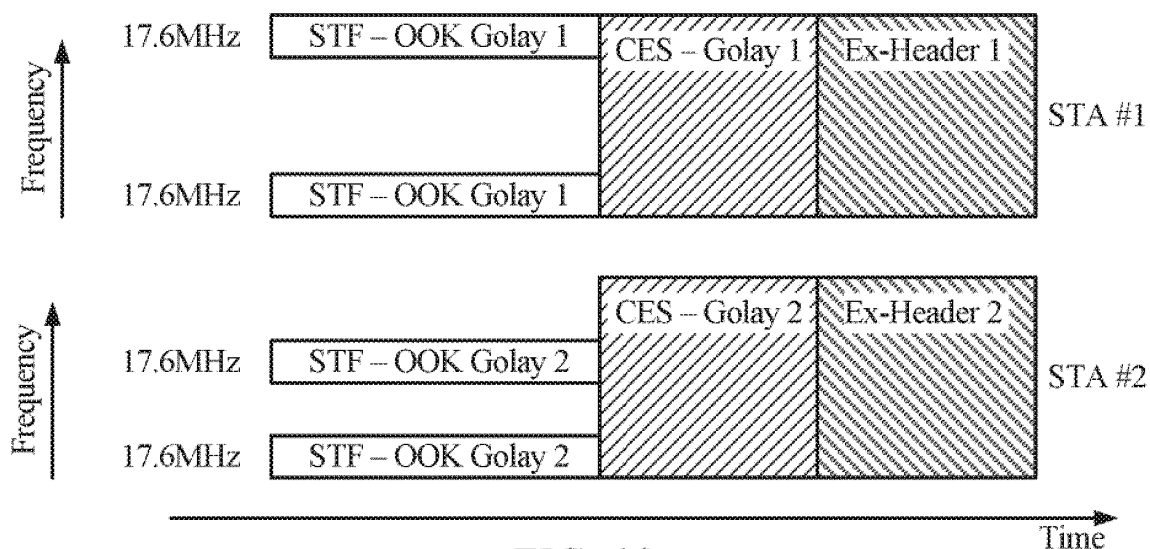 17.6MHz STF – OOK Golay 1 CES – Golay 1 Ex-Header 1
STA #1
Frequency
17.6MHz STF – OOK Golay 1
CES – Golay 2 Ex-Header 2
17.6MHz STF – OOK Golay 2
STA #2
Frequency
17.6MHz STF – OOK Golay 2
Time